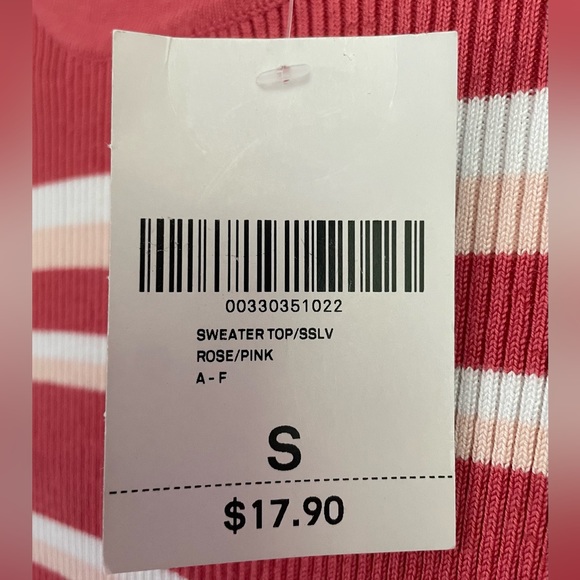 00330351022
SWEATER TOP/SSLV
ROSE/PINK
A - F
S
$17.90